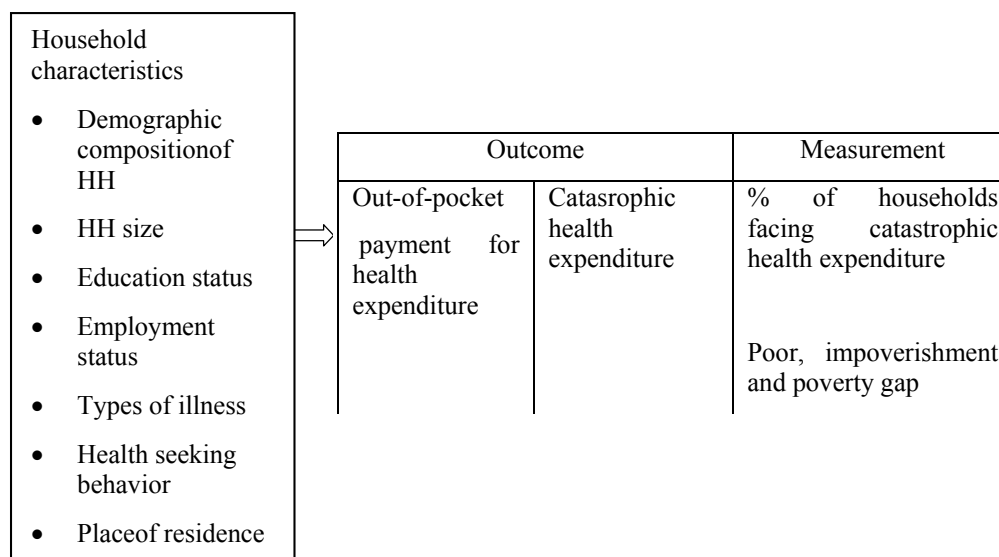 Household
characteristics
• Demographic
compositionof
HH
• HH size
• Education status
• Employment
status
• Types of illness
• Health seeking
behavior
• Placeof residence
Outcome
Measurement
Out-of-pocket
payment for
health
expenditure
Catasrophic
health
expenditure
% of households
facing catastrophic
health expenditure
Poor, impoverishment
and poverty gap